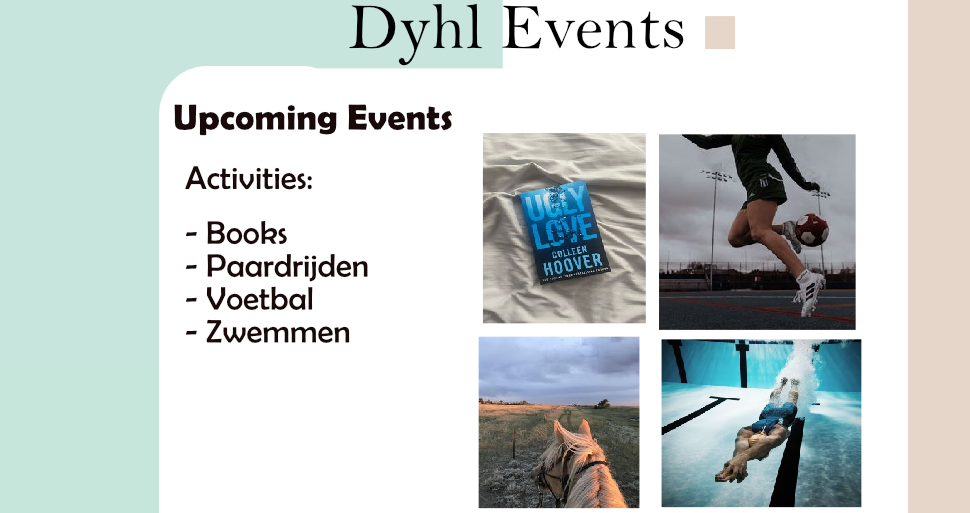 Dyhl Events
Upcoming Events
Activities:
- Books
- Paardrijden
- Voetbal
- Zwemmen
UGLY
LOVE
COLLEEN
HOOVER